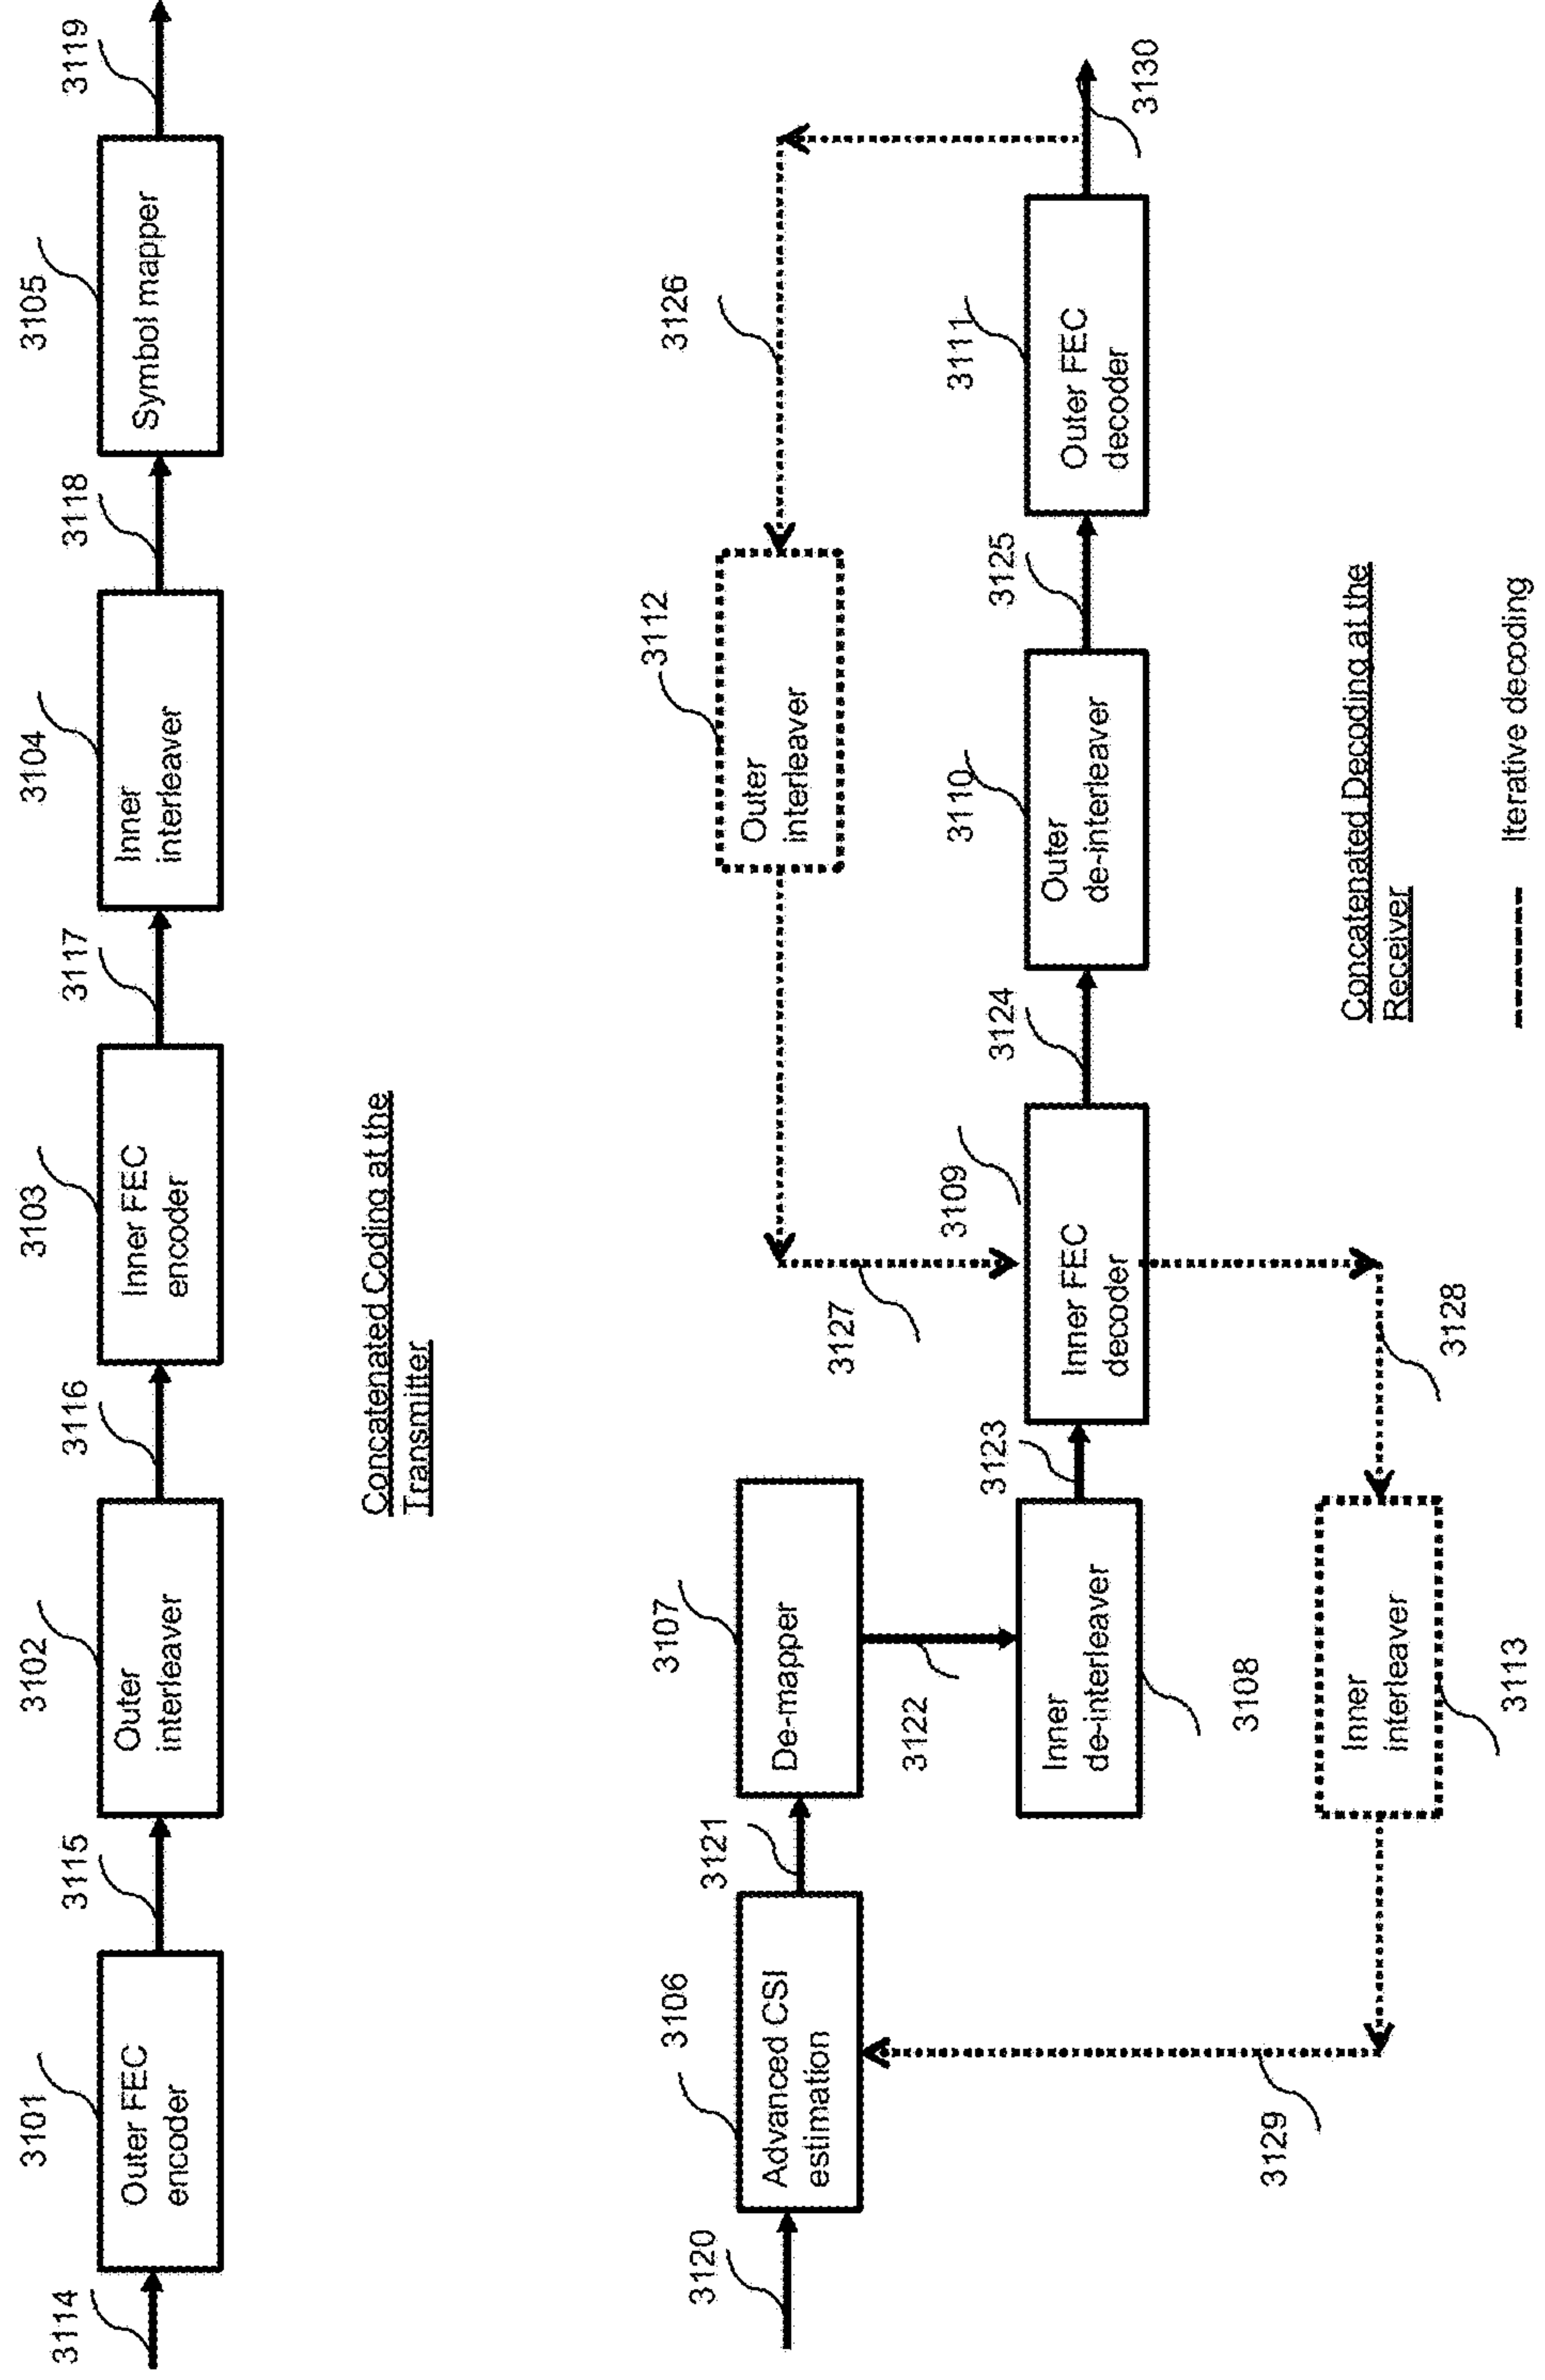 3114
3101
Outer FEC
encoder
3115
3102
Outer
interleaver
3116
3103
Inner FEC
encoder
3117
3104
Inner
interleaver
3118
3105
Symbol mapper
3119
Concatenated Coding at the
Transmitter
3120
3106
Advanced CSI
estimation
3121
3107
De-mapper
3122
Inner
de-interleaver
3108
3123
3109
Inner FEC
decoder
3124
3110
Outer
de-interleaver
3125
3111
Outer FEC
decoder
3130
3126
3112
Outer
interleaver
3127
3128
Inner
interleaver
3113
3129
Concatenated Decoding at the
Receiver
Iterative decoding